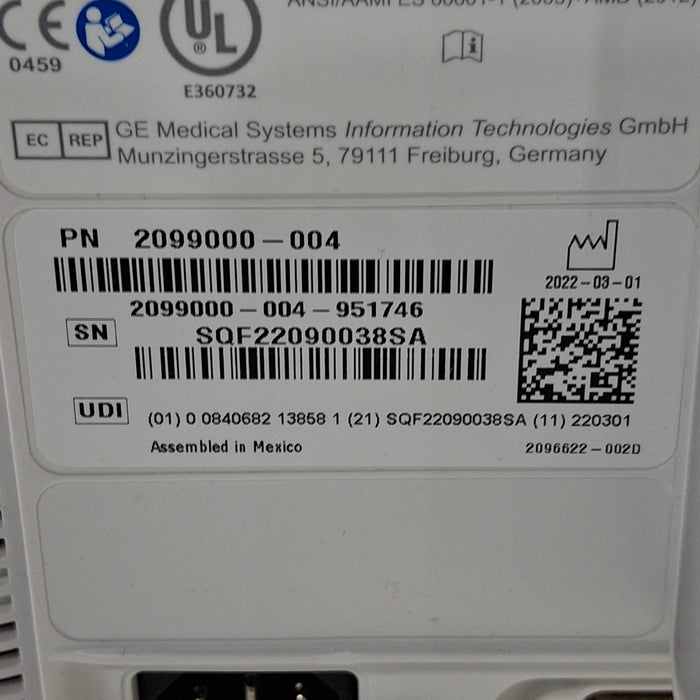 CE
0459
UL
®
E360732
EC REP
GE Medical Systems Information Technologies GmbH
Munzingerstrasse 5, 79111 Freiburg, Germany
PN 2099000-004
2022-03-01
2099000-004-951746
SN SQF22090038SA
UDI (01) 0 0840682 13858 1 (21) SQF22090038SA (11) 220301
Assembled in Mexico
2096622-002D